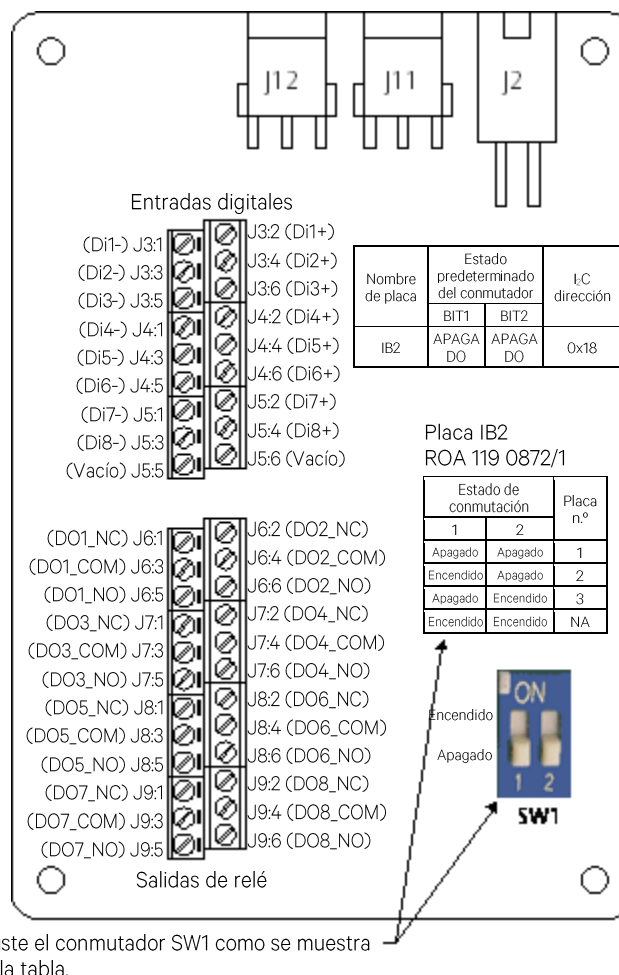 J12
J11
J2
Entradas digitales
(Di1-) J3:1
J3:2 (Di1+)
(Di2-) J3:3
J3:4 (Di2+)
(Di3-) J3:5
J3:6 (Di3+)
(Di4-) J4:1
J4:2 (Di4+)
(Di5-) J4:3
J4:4 (Di5+)
(Di6-) J4:5
J4:6 (Di6+)
(Di7-) J5:1
J5:2 (Di7+)
(Di8-) J5:3
J5:4 (Di8+)
(Vacío) J5:5
J5:6 (Vacío)
Nombre de placa
Estado predeterminado del conmutador
I₂C dirección
BIT1
BIT2
IB2
APAGA DO
APAGA DO
0x18
Placa IB2
ROA 119 0872/1
Estado de conmutación
Placa n.º
1
2
Apagado Apagado 1
Encendido Apagado 2
Apagado Encendido 3
Encendido Encendido NA
(DO1_NC) J6:1
J6:2 (DO2_NC)
(DO1_COM) J6:3
J6:4 (DO2_COM)
(DO1_NO) J6:5
J6:6 (DO2_NO)
(DO3_NC) J7:1
J7:2 (DO4_NC)
(DO3_COM) J7:3
J7:4 (DO4_COM)
(DO3_NO) J7:5
J7:6 (DO4_NO)
(DO5_NC) J8:1
J8:2 (DO6_NC)
(DO5_COM) J8:3
J8:4 (DO6_COM)
(DO5_NO) J8:5
J8:6 (DO6_NO)
(DO7_NC) J9:1
J9:2 (DO8_NC)
(DO7_COM) J9:3
J9:4 (DO8_COM)
(DO7_NO) J9:5
J9:6 (DO8_NO)
Salidas de relé
ON
Encendido
Apagado
1 2
SW1
uste el conmutador SW1 como se muestra
la tabla.